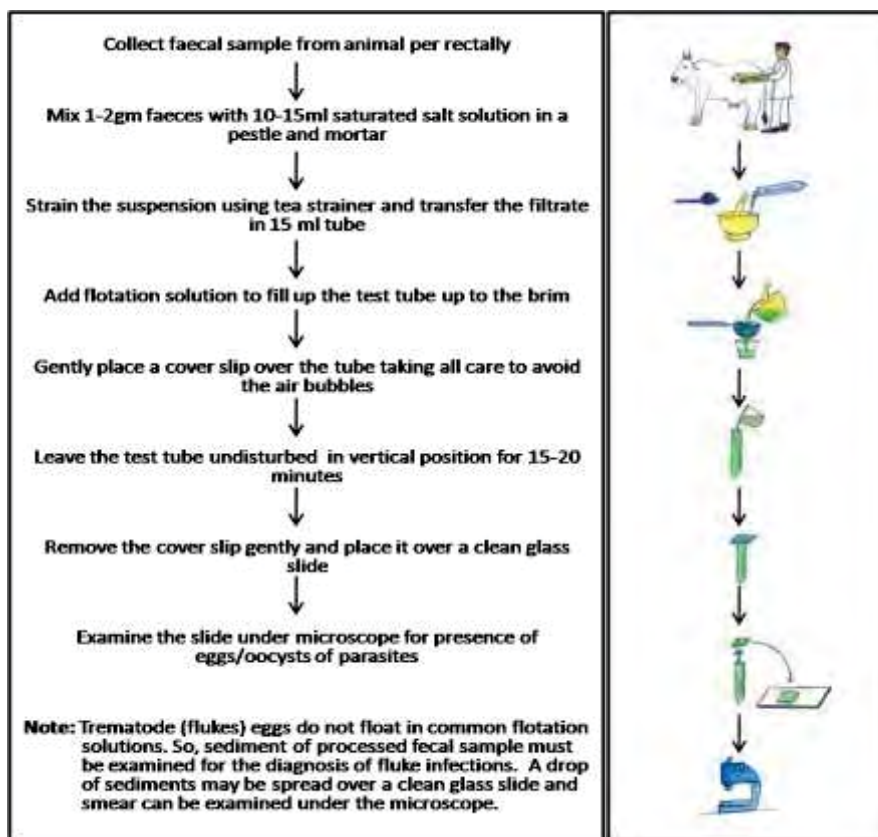 Collect faecal sample from animal per rectally
Mix 1-2gm faeces with 10-15ml saturated salt solution in a
pestle and mortar
Strain the suspension using tea strainer and transfer the filtrate
in 15 ml tube
Add flotation solution to fill up the test tube up to the brim
Gently place a cover slip over the tube taking all care to avoid
the air bubbles
Leave the test tube undisturbed in vertical position for 15-20
minutes
Remove the cover slip gently and place it over a clean glass
slide
Examine the slide under microscope for presence of
eggs/oocysts of parasites
Note: Trematode (flukes) eggs do not float in common flotation
solutions. So, sediment of processed fecal sample must
be examined for the diagnosis of fluke infections. A drop
of sediments may be spread over a clean glass slide and
smear can be examined under the microscope.